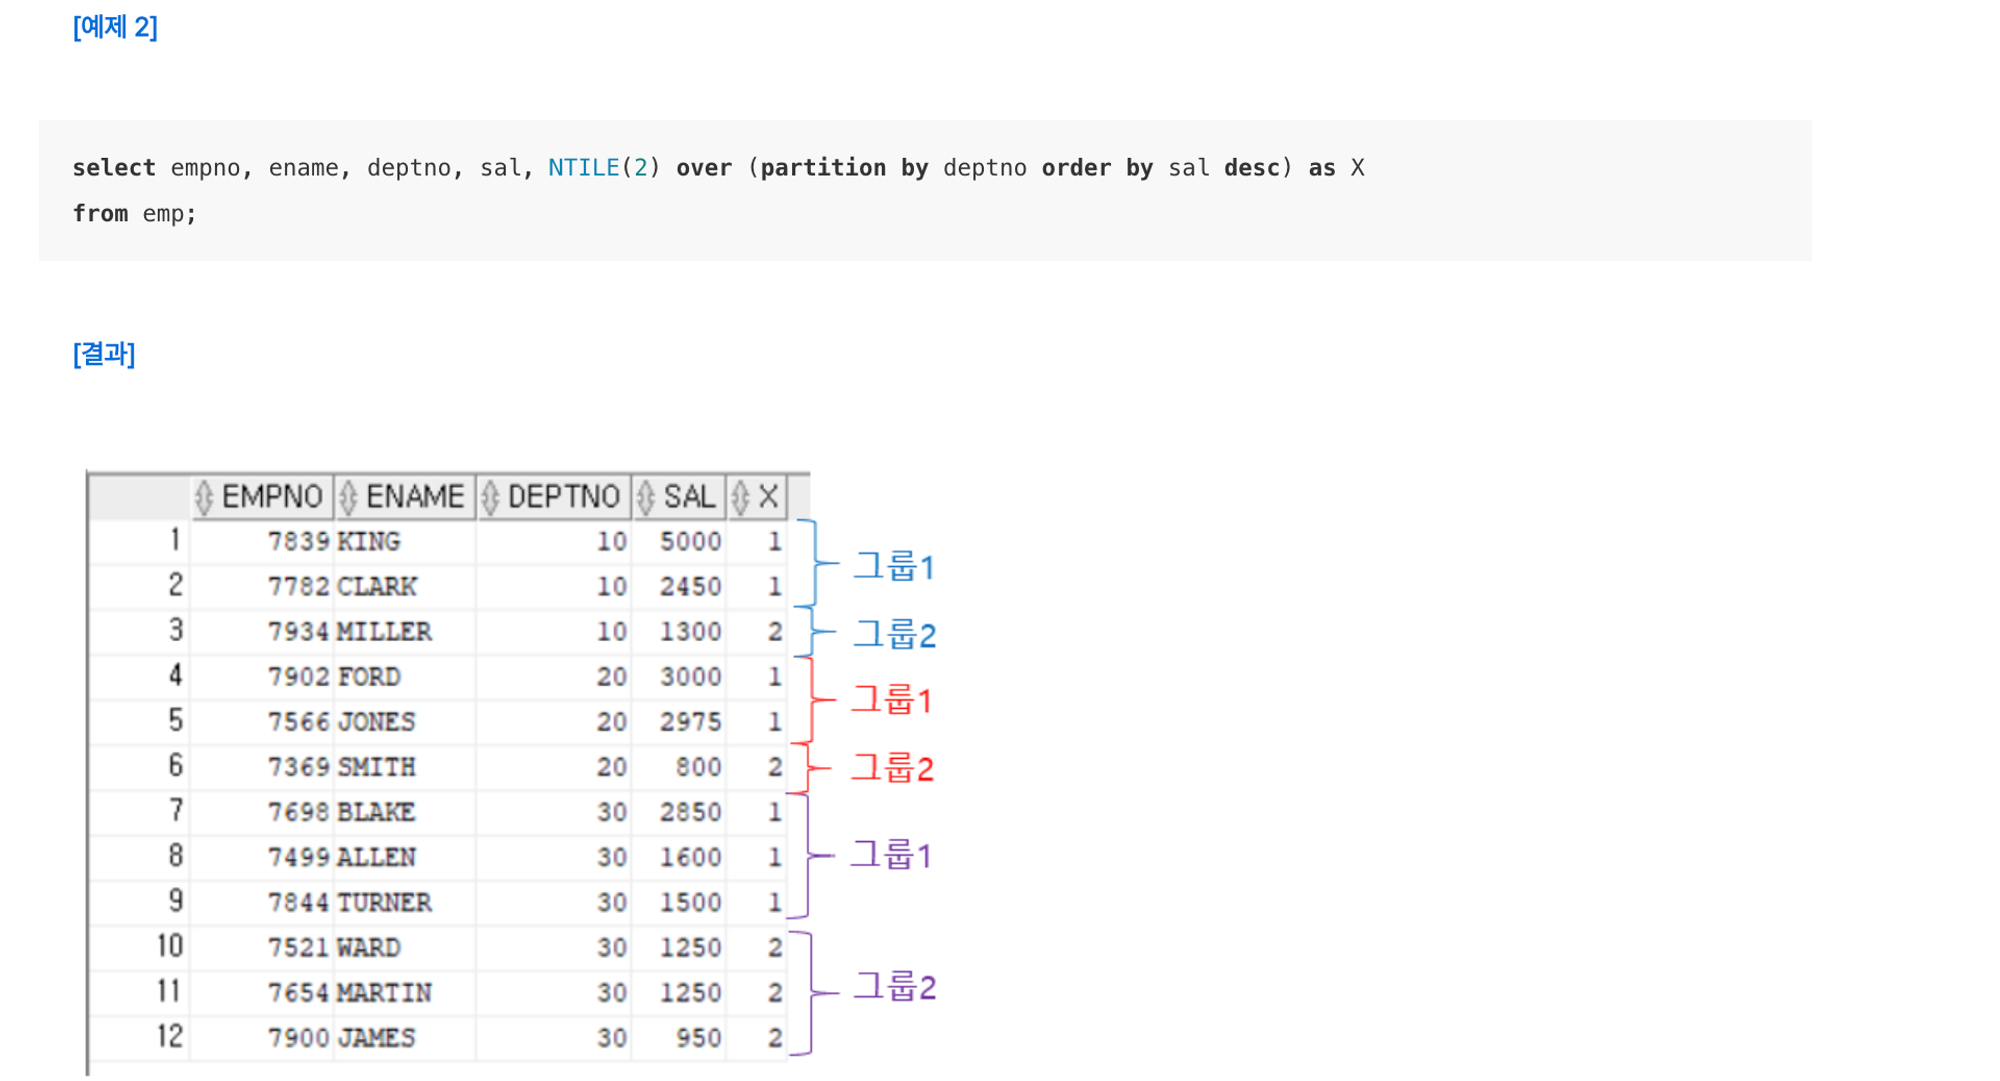 [예제 2]
select empno, ename, deptno, sal, NTILE(2) over (partition by deptno order by sal desc) as X
from emp;
[결과]
EMPNO ENAME DEPTNO SAL X
1 7839 KING 10 5000 1
2 7782 CLARK 10 2450 1
그룹1
3 7934 MILLER 10 1300 2 그룹2
4 7902 FORD 20 3000 1
5 7566 JONES 20 2975 1
그룹1
6 7369 SMITH 20 800 2 그룹2
7 7698 BLAKE 30 2850 1
8 7499 ALLEN 30 1600 1 그룹1
9 7844 TURNER 30 1500 1
10 7521 WARD 30 1250 2
11 7654 MARTIN 30 1250 2 그룹2
12 7900 JAMES 30 950 2